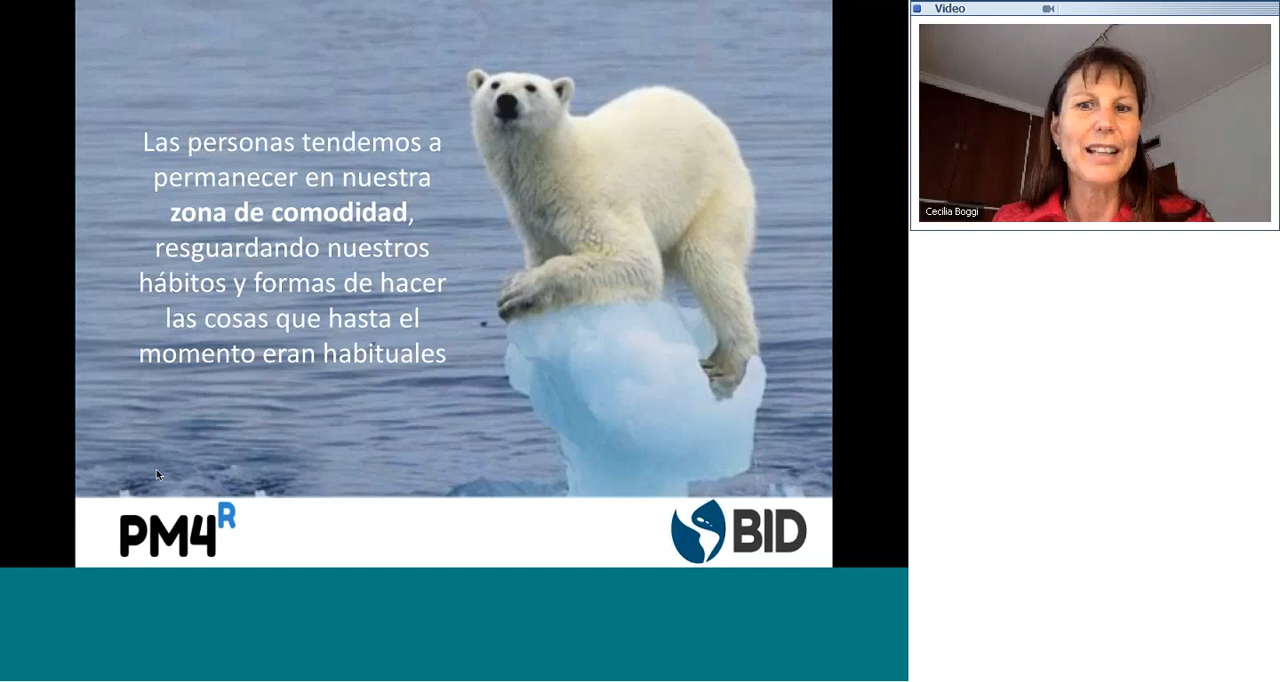 Las personas tendemos a
permanecer en nuestra
zona de comodidad,
resguardando nuestros
hábitos y formas de hacer
las cosas que hasta el
momento eran habituales
PM4R
BID
Video
Cecilia Boggi